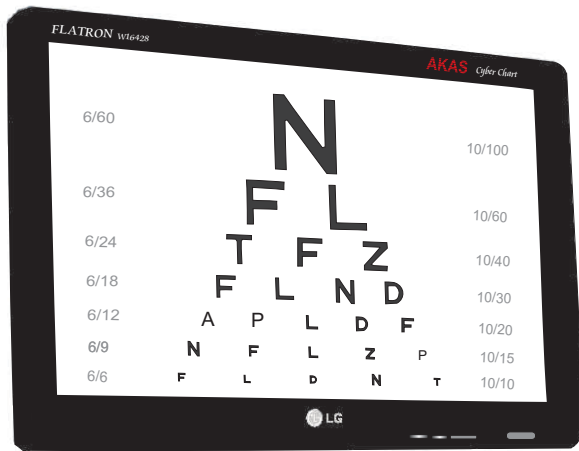 FLATRON W16428
AKAS Cyber Chart
6/60 N 10/100
6/36 F L 10/60
6/24 T F Z 10/40
6/18 F L N D 10/30
6/12 A P L D F 10/20
6/9 N F L Z P 10/15
6/6 F L D N T 10/10
LG